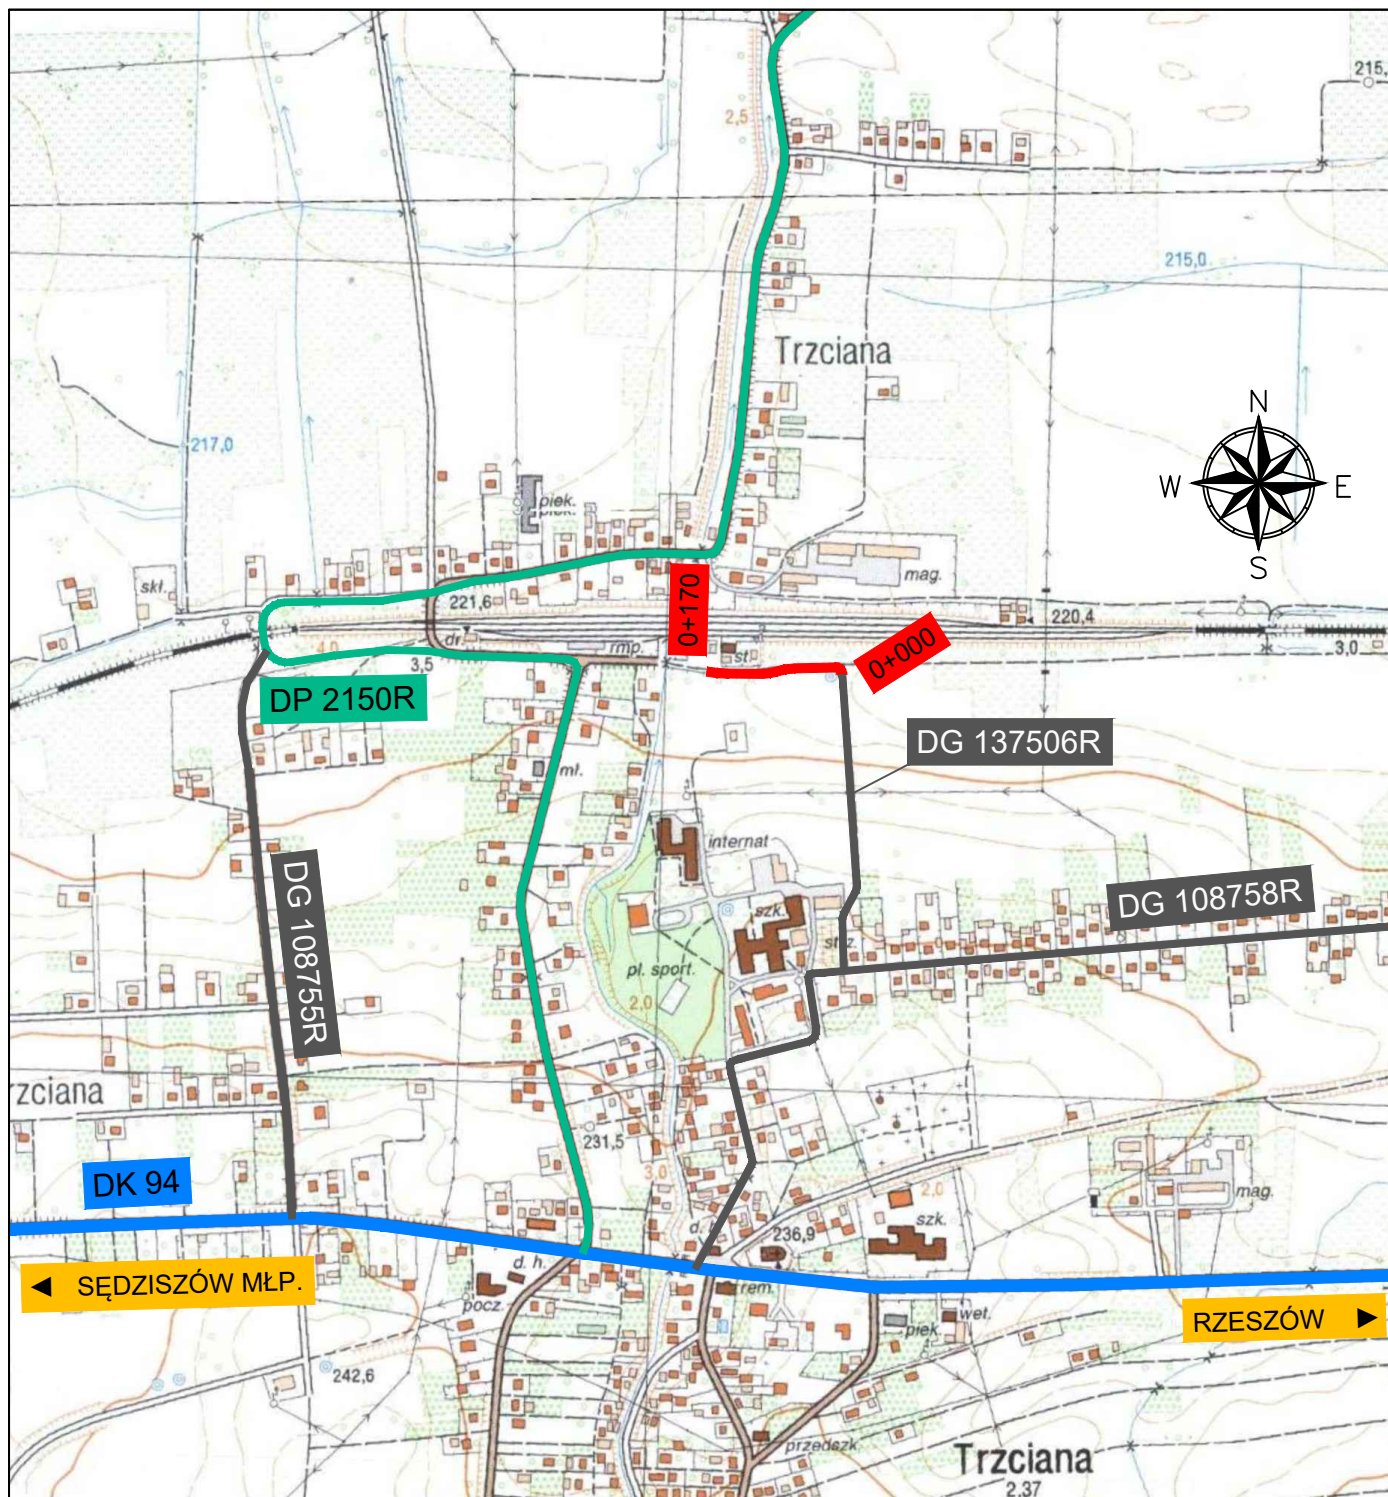 215,
2,5
215,0
Trzciana
N
W
E
S
217,0
piek.
skł.
mag.
221,6
220,4
0+170
0+000
4,0
dr.
rmp.
st.
3,5
3,0
DP 2150R
DG 137506R
mł.
internat
DG 108755R
DG 108758R
szk.
pl. sport.
2,0
rzciana
231,5
3,0
DK 94
2,0
mag.
szk.
236,9
d. h.
SĘDZISZÓW MŁP.
pocz.
rem.
wet.
piek.
RZESZÓW
242,6
przedszk.
Trzciana
2,37